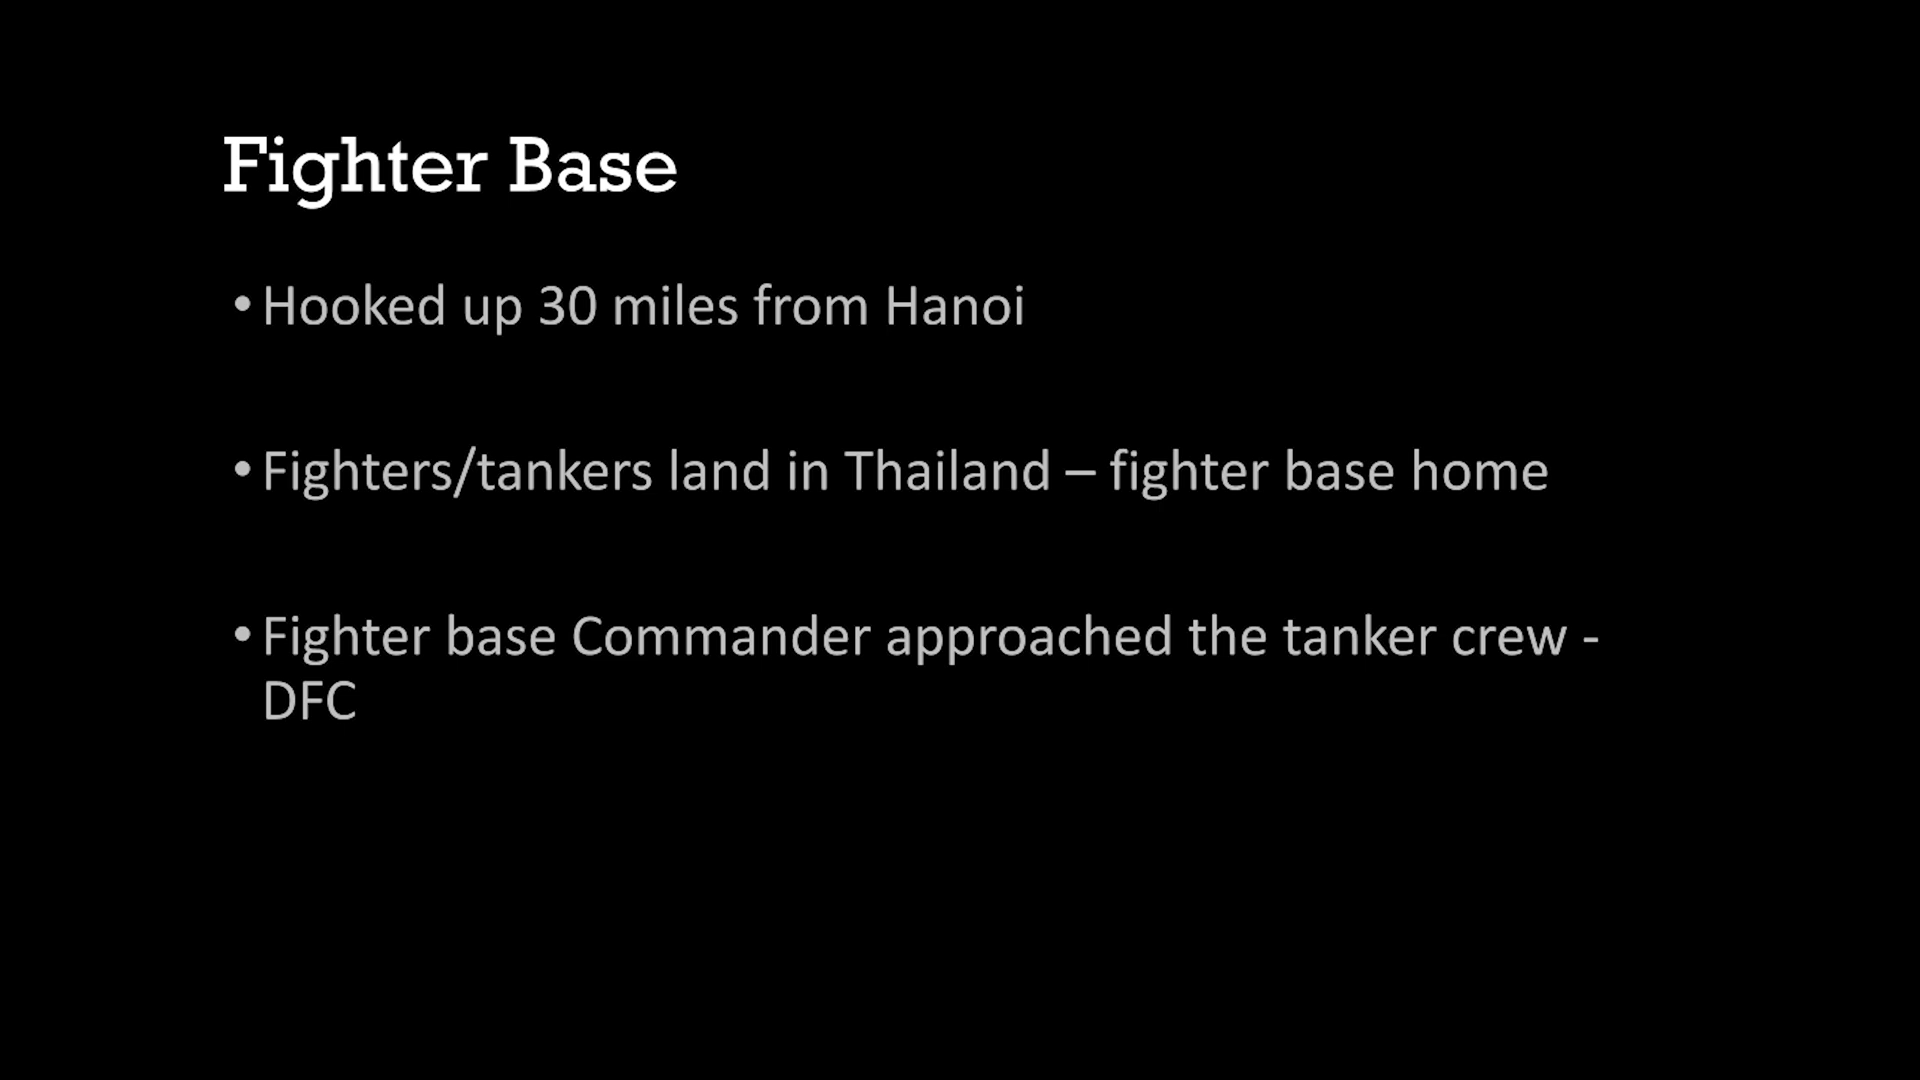 Fighter Base
• Hooked up 30 miles from Hanoi
• Fighters/tankers land in Thailand – fighter base home
• Fighter base Commander approached the tanker crew -
DFC